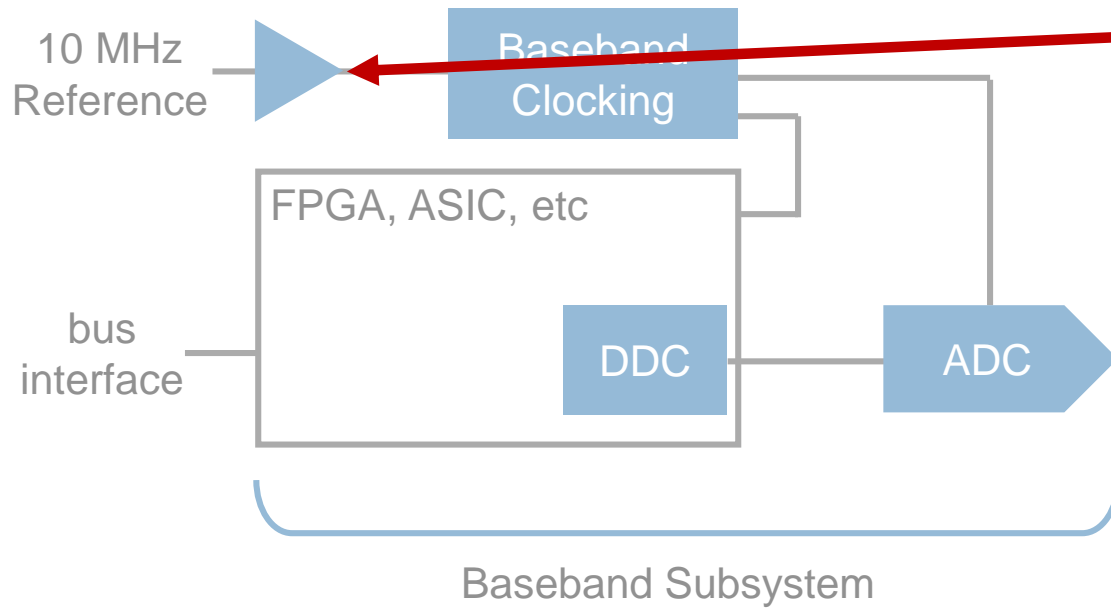 10 MHz
Reference
Baseband
Clocking
FPGA, ASIC, etc
bus
interface
DDC
ADC
Baseband Subsystem